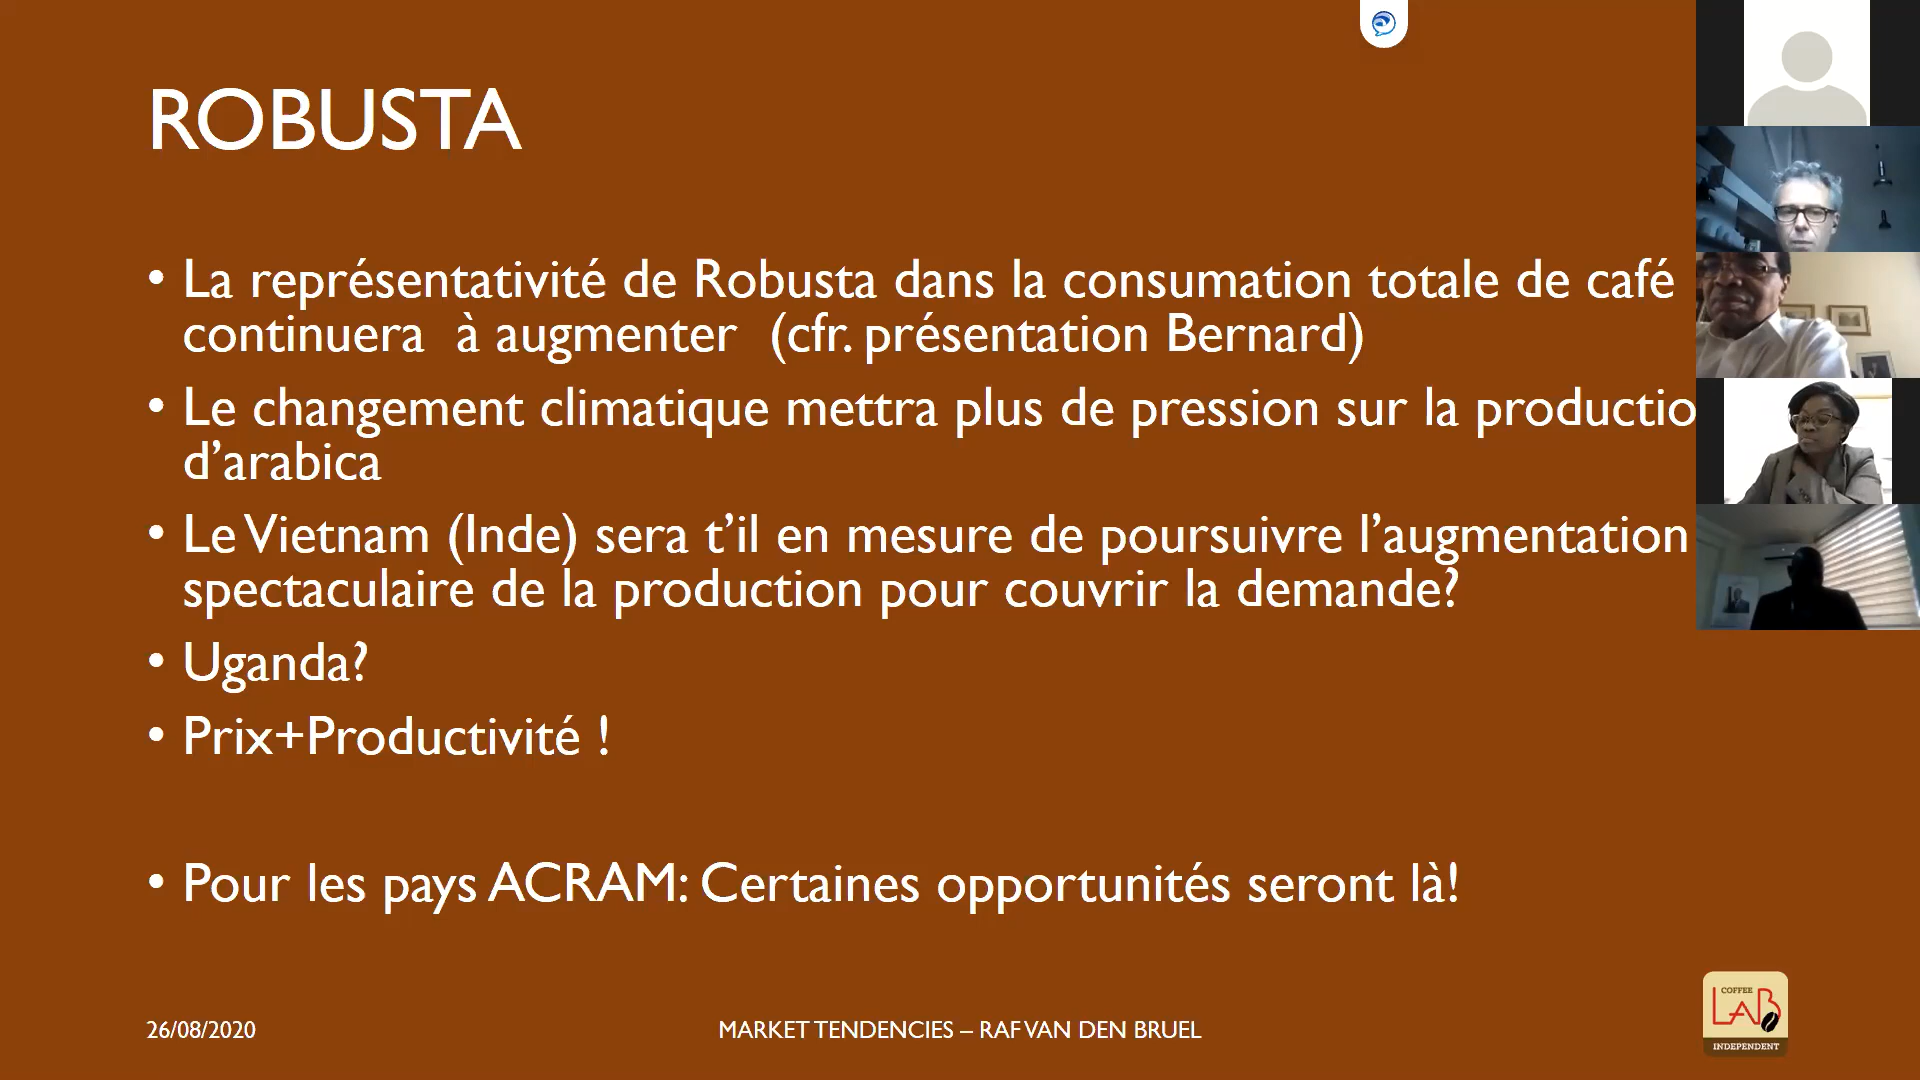 ROBUSTA
• La représentativité de Robusta dans la consumation totale de café
continuera à augmenter (cfr. présentation Bernard)
• Le changement climatique mettra plus de pression sur la productio
d’arabica
• Le Vietnam (Inde) sera t’il en mesure de poursuivre l’augmentation
spectaculaire de la production pour couvrir la demande?
• Uganda?
• Prix+Productivité !
• Pour les pays ACRAM: Certaines opportunités seront là!
26/08/2020
MARKET TENDENCIES – RAF VAN DEN BRUEL
COFFEE
LAB
INDEPENDENT